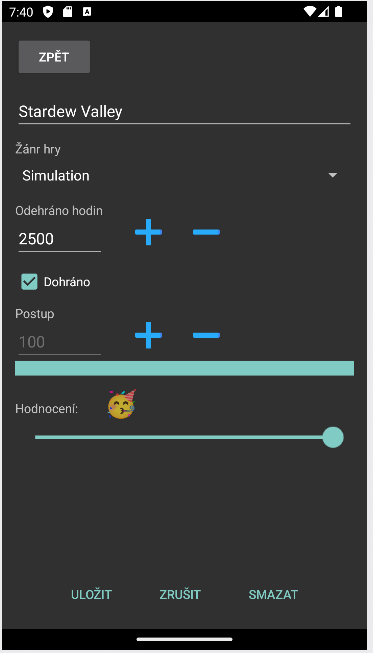 7:40
ZPĚT
Stardew Valley
Žánr hry
Simulation
Odehráno hodin
2500
Dohráno
Postup
100
Hodnocení:
ULOŽIT ZRUŠIT SMAZAT